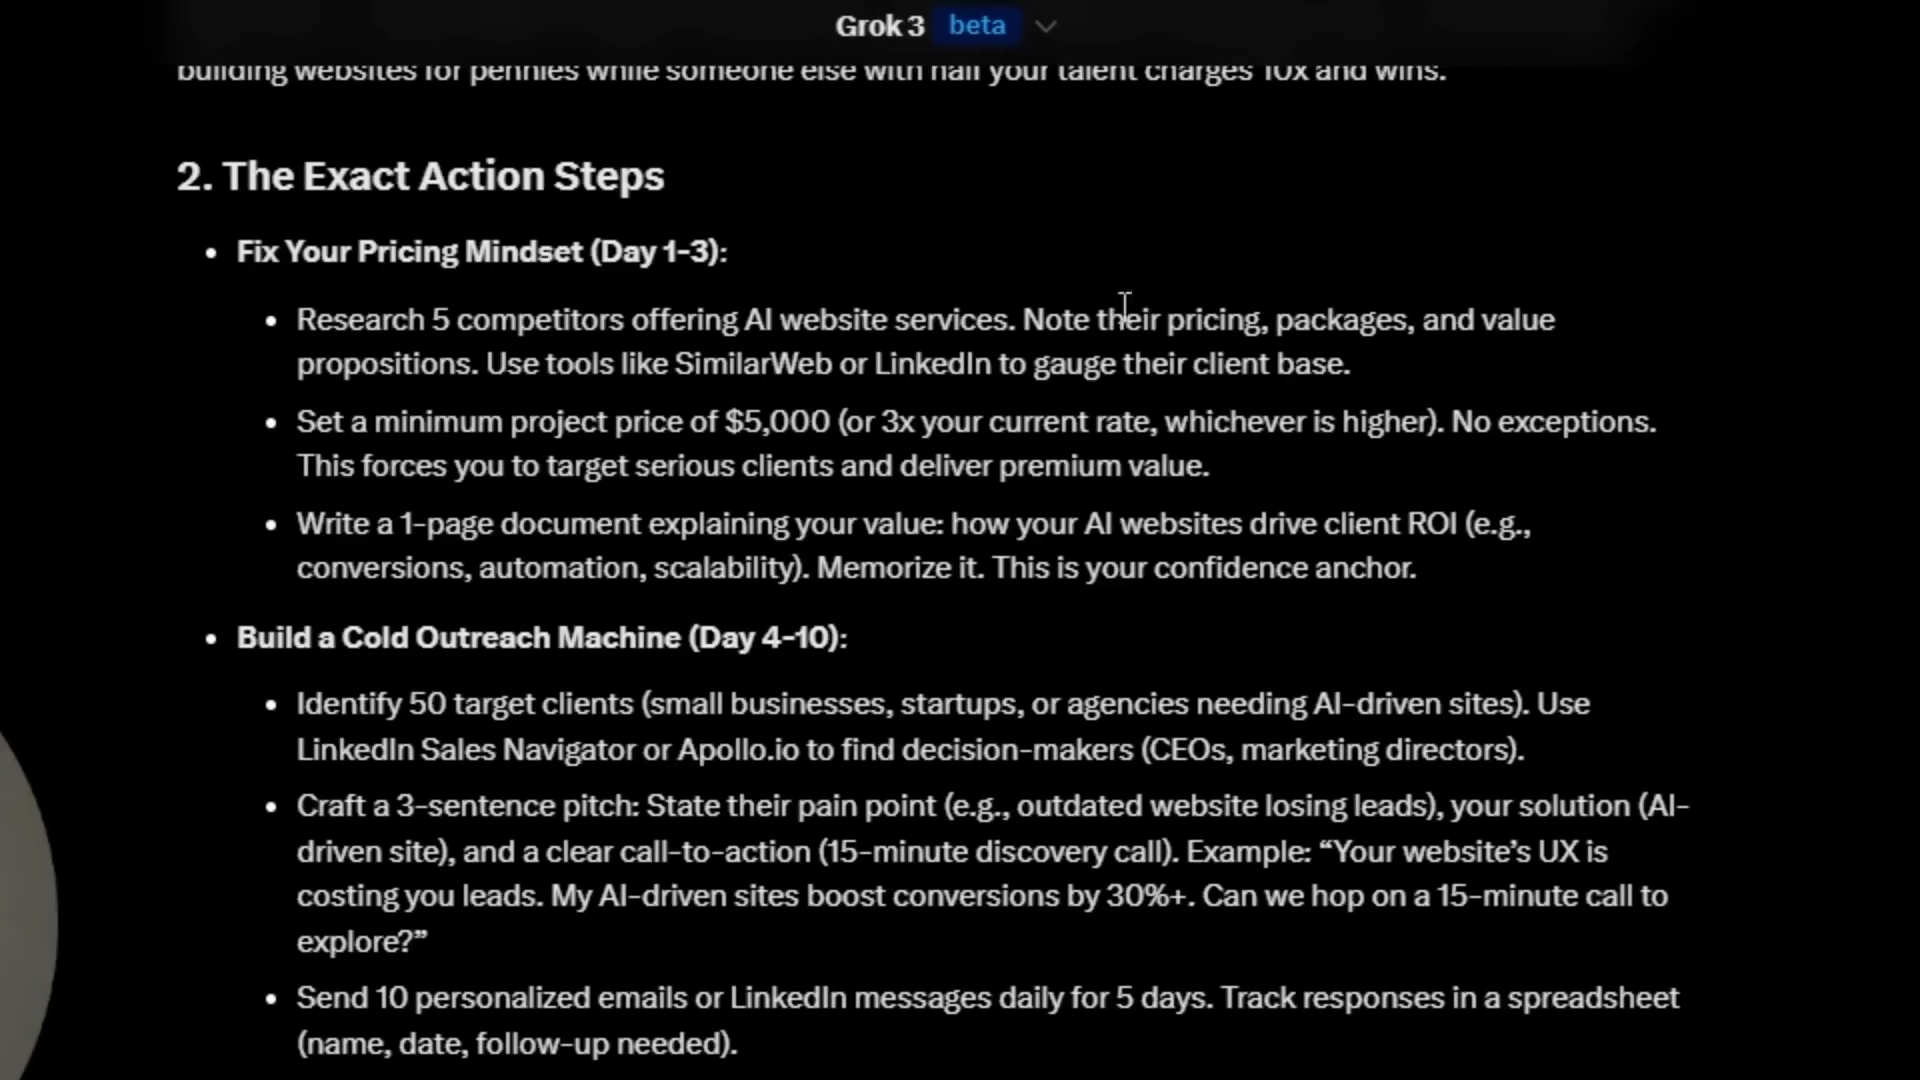 Grok 3 beta
building websites for pennies while someone else with half your talent charges 10x and wins.
2. The Exact Action Steps
• Fix Your Pricing Mindset (Day 1-3):
• Research 5 competitors offering AI website services. Note their pricing, packages, and value
propositions. Use tools like SimilarWeb or LinkedIn to gauge their client base.
• Set a minimum project price of $5,000 (or 3x your current rate, whichever is higher). No exceptions.
This forces you to target serious clients and deliver premium value.
• Write a 1-page document explaining your value: how your AI websites drive client ROI (e.g.,
conversions, automation, scalability). Memorize it. This is your confidence anchor.
• Build a Cold Outreach Machine (Day 4-10):
• Identify 50 target clients (small businesses, startups, or agencies needing AI-driven sites). Use
LinkedIn Sales Navigator or Apollo.io to find decision-makers (CEOs, marketing directors).
• Craft a 3-sentence pitch: State their pain point (e.g., outdated website losing leads), your solution (AI-
driven site), and a clear call-to-action (15-minute discovery call). Example: “Your website’s UX is
costing you leads. My AI-driven sites boost conversions by 30%+. Can we hop on a 15-minute call to
explore?”
• Send 10 personalized emails or LinkedIn messages daily for 5 days. Track responses in a spreadsheet
(name, date, follow-up needed).